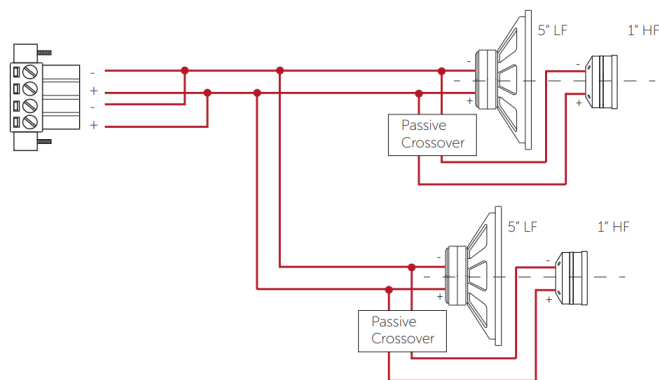 5" LF
1" HF
-
-
-
+
-
+
+
+
Passive
Crossover
5" LF
1" HF
-
-
+
+
Passive
Crossover